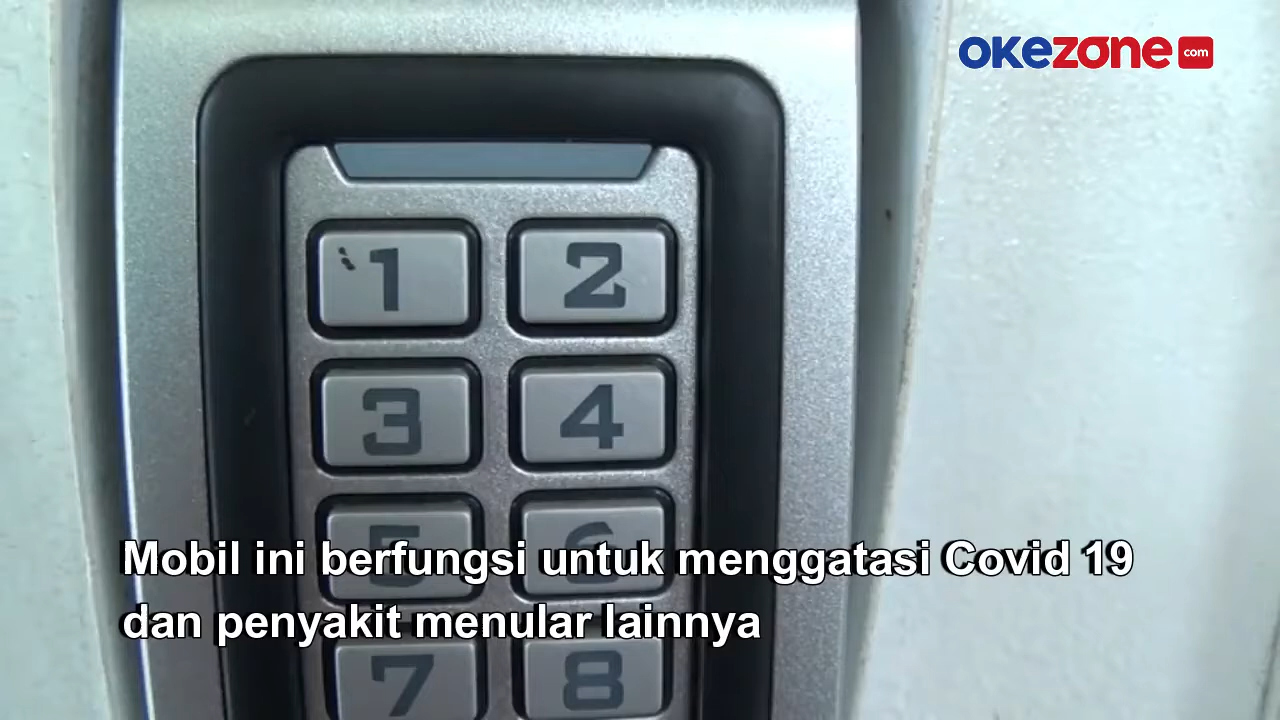 OKEZONE.com
1 2
3 4
5 6
Mobil ini berfungsi untuk menggatasi Covid 19
dan penyakit menular lainnya
7 8